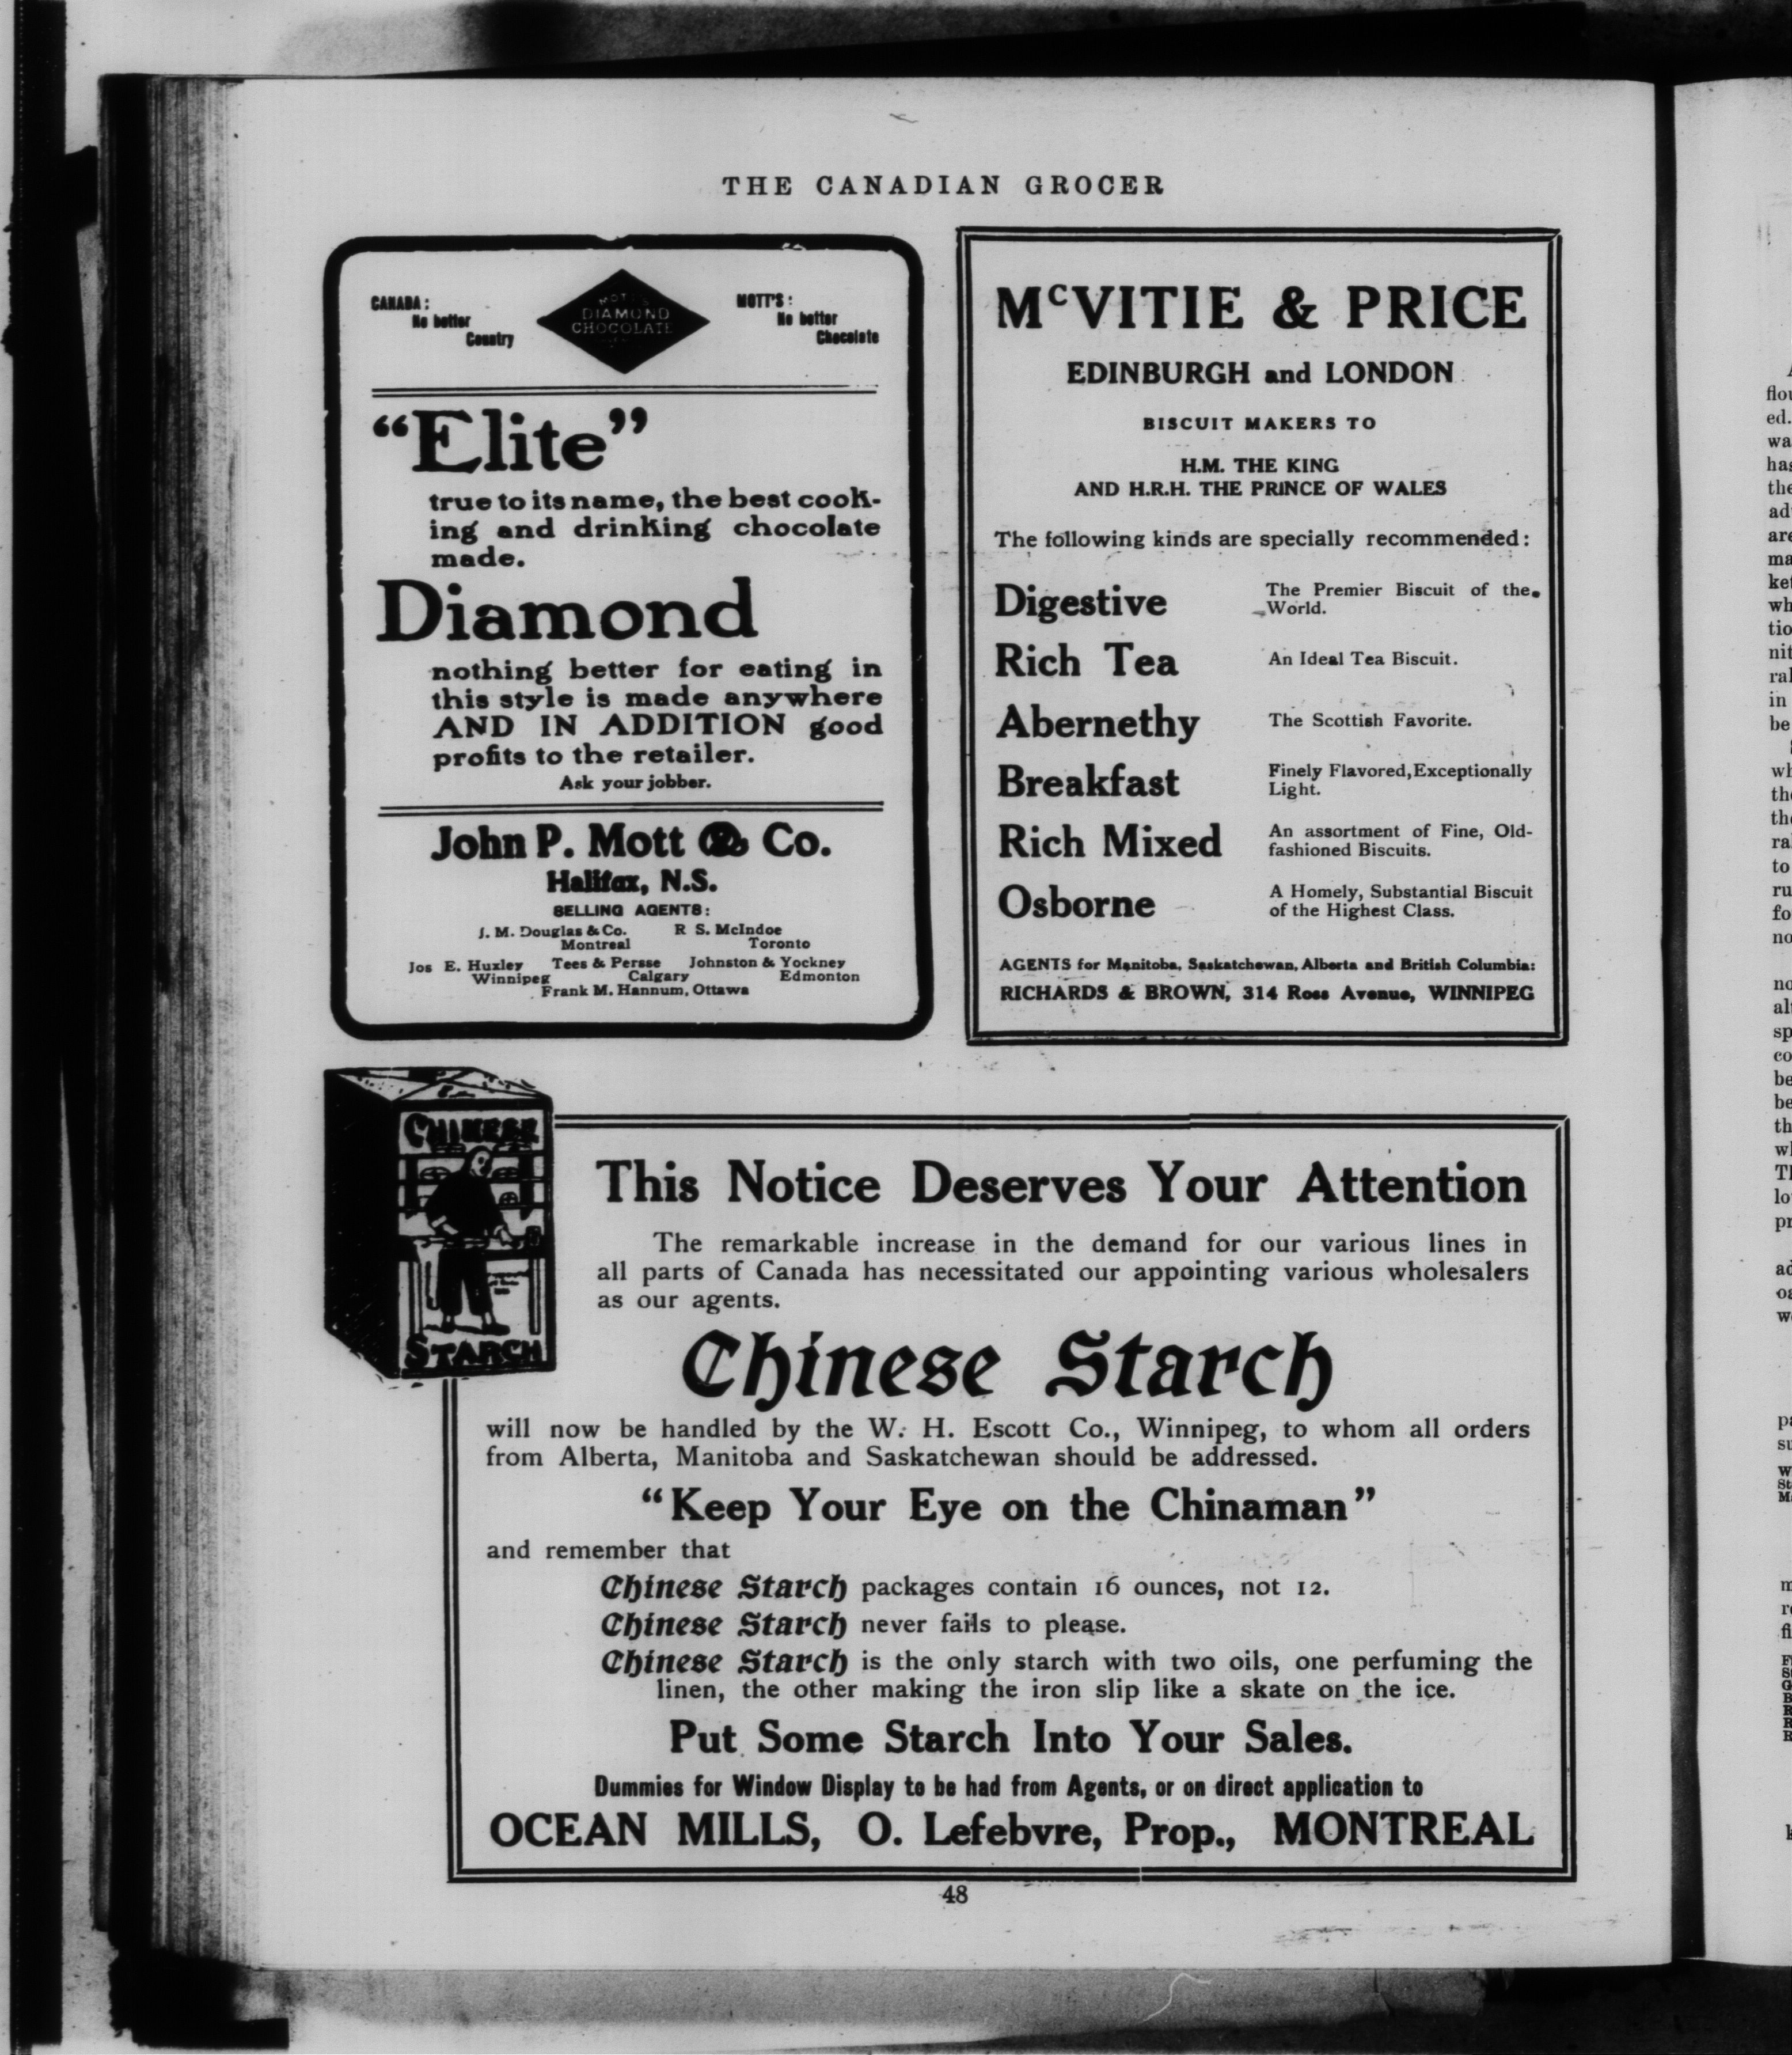 THE CANADIAN GROCER
CANADA:
No better
Country
MOTT'S
DIAMOND
CHOCOLATE
MOTT'S:
No better
Chocolate
"Elite"
true to its name, the best cook-
ing and drinking chocolate
made.
Diamond
nothing better for eating in
this style is made anywhere
AND IN ADDITION good
profits to the retailer.
Ask your jobber.
John P. Mott & Co.
Halifax, N.S.
SELLING AGENTS:
J. M. Douglas & Co. R S. McIndoe
Montreal Toronto
Jos E. Huxley Tees & Persse Johnston & Yockney
Winnipeg Calgary Edmonton
Frank M. Hannum, Ottawa
McVITIE & PRICE
EDINBURGH and LONDON
BISCUIT MAKERS TO
H.M. THE KING
AND H.R.H. THE PRINCE OF WALES
The following kinds are specially recommended:
Digestive The Premier Biscuit of the
World.
Rich Tea An Ideal Tea Biscuit.
Abernethy The Scottish Favorite.
Breakfast Finely Flavored, Exceptionally
Light.
Rich Mixed An assortment of Fine, Old-
fashioned Biscuits.
Osborne A Homely, Substantial Biscuit
of the Highest Class.
AGENTS for Manitoba, Saskatchewan, Alberta and British Columbia:
RICHARDS & BROWN, 314 Ross Avenue, WINNIPEG
CHINESE
STARCH
This Notice Deserves Your Attention
The remarkable increase in the demand for our various lines in
all parts of Canada has necessitated our appointing various wholesalers
as our agents.
Chinese Starch
will now be handled by the W. H. Escott Co., Winnipeg, to whom all orders
from Alberta, Manitoba and Saskatchewan should be addressed.
"Keep Your Eye on the Chinaman"
and remember that
Chinese Starch packages contain 16 ounces, not 12.
Chinese Starch never fails to please.
Chinese Starch is the only starch with two oils, one perfuming the
linen, the other making the iron slip like a skate on the ice.
Put Some Starch Into Your Sales.
Dummies for Window Display to be had from Agents, or on direct application to
OCEAN MILLS, O. Lefebvre, Prop., MONTREAL
48